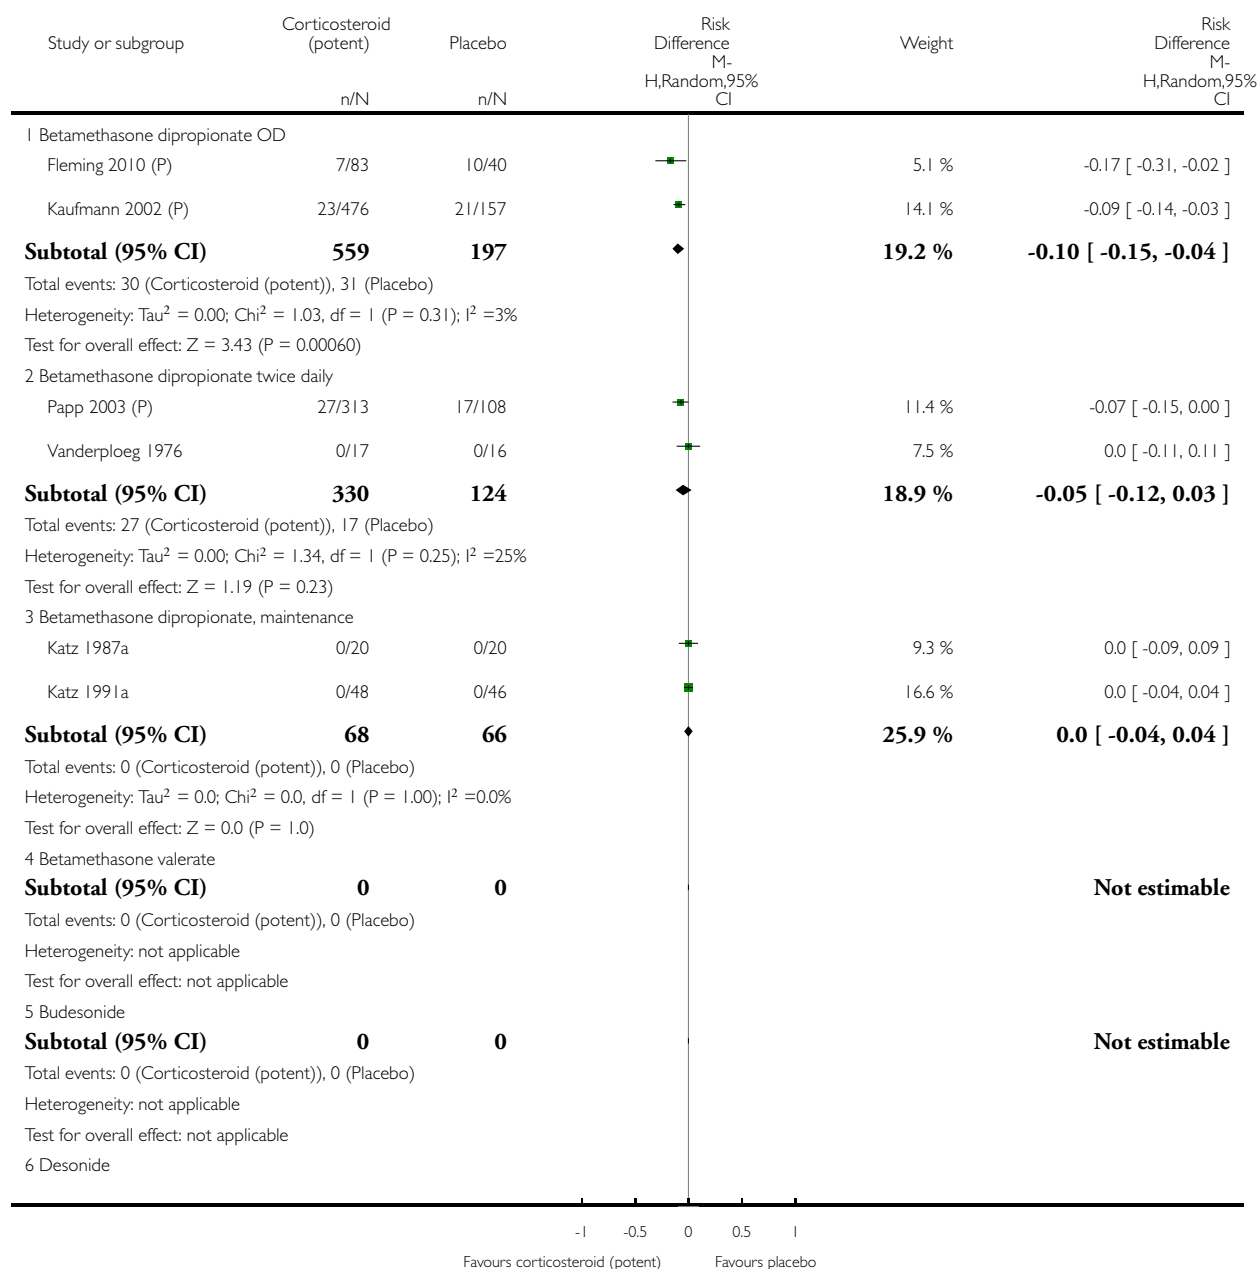 Study or subgroup Corticosteroid (potent) Placebo Risk Difference Weight Risk Difference
M-H,Random,95% CI M-H,Random,95% CI
n/N n/N
1 Betamethasone dipropionate OD
Fleming 2010 (P) 7/83 10/40 5.1 % -0.17 [ -0.31, -0.02 ]
Kaufmann 2002 (P) 23/476 21/157 14.1 % -0.09 [ -0.14, -0.03 ]
Subtotal (95% CI) 559 197 19.2 % -0.10 [ -0.15, -0.04 ]
Total events: 30 (Corticosteroid (potent)), 31 (Placebo)
Heterogeneity: Tau² = 0.00; Chi² = 1.03, df = 1 (P = 0.31); I² =3%
Test for overall effect: Z = 3.43 (P = 0.00060)
2 Betamethasone dipropionate twice daily
Papp 2003 (P) 27/313 17/108 11.4 % -0.07 [ -0.15, 0.00 ]
Vanderploeg 1976 0/17 0/16 7.5 % 0.0 [ -0.11, 0.11 ]
Subtotal (95% CI) 330 124 18.9 % -0.05 [ -0.12, 0.03 ]
Total events: 27 (Corticosteroid (potent)), 17 (Placebo)
Heterogeneity: Tau² = 0.00; Chi² = 1.34, df = 1 (P = 0.25); I² =25%
Test for overall effect: Z = 1.19 (P = 0.23)
3 Betamethasone dipropionate, maintenance
Katz 1987a 0/20 0/20 9.3 % 0.0 [ -0.09, 0.09 ]
Katz 1991a 0/48 0/46 16.6 % 0.0 [ -0.04, 0.04 ]
Subtotal (95% CI) 68 66 25.9 % 0.0 [ -0.04, 0.04 ]
Total events: 0 (Corticosteroid (potent)), 0 (Placebo)
Heterogeneity: Tau² = 0.0; Chi² = 0.0, df = 1 (P = 1.00); I² =0.0%
Test for overall effect: Z = 0.0 (P = 1.0)
4 Betamethasone valerate
Subtotal (95% CI) 0 0 Not estimable
Total events: 0 (Corticosteroid (potent)), 0 (Placebo)
Heterogeneity: not applicable
Test for overall effect: not applicable
5 Budesonide
Subtotal (95% CI) 0 0 Not estimable
Total events: 0 (Corticosteroid (potent)), 0 (Placebo)
Heterogeneity: not applicable
Test for overall effect: not applicable
6 Desonide
-1 -0.5 0 0.5 1
Favours corticosteroid (potent) Favours placebo